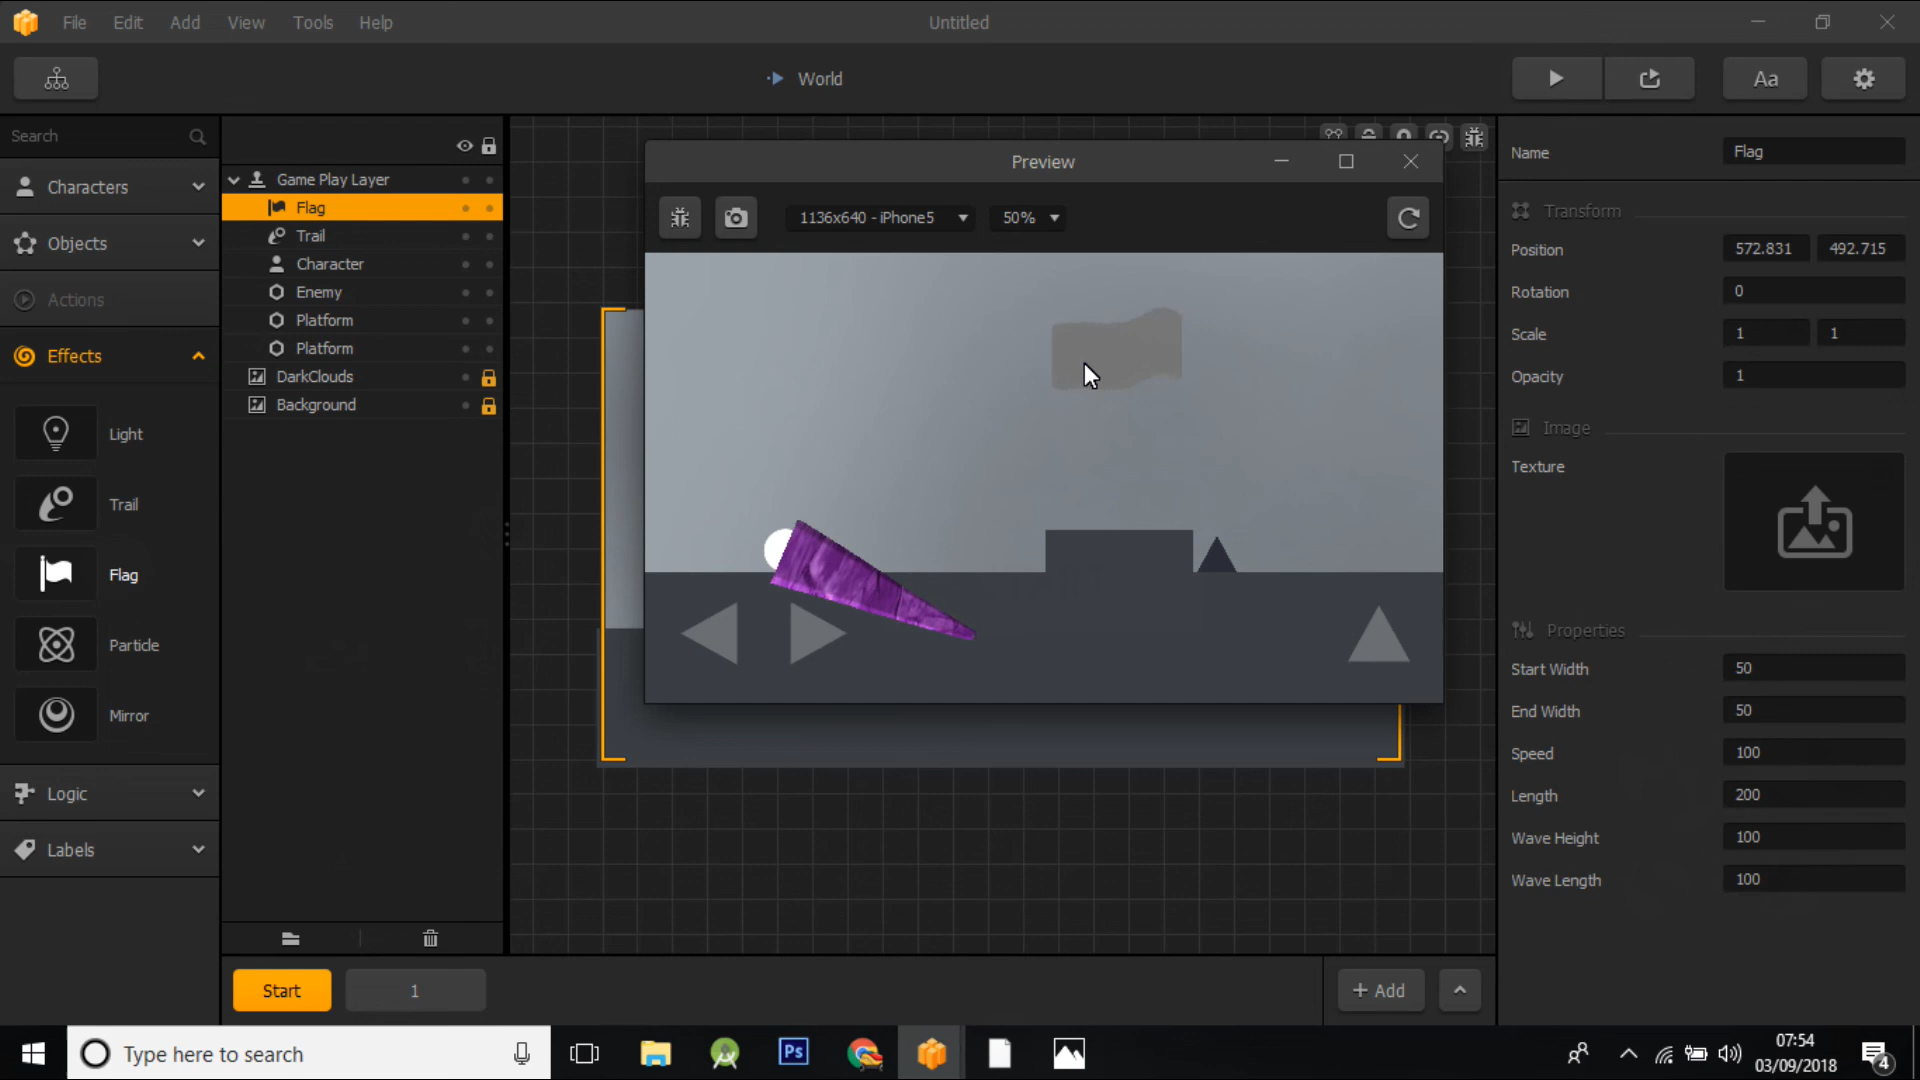 File Edit Add View Tools Help
Untitled
World
Aa
Search
Characters
Objects
Actions
Effects
Light
Trail
Flag
Particle
Mirror
Logic
Labels
Game Play Layer
Flag
Trail
Character
Enemy
Platform
Platform
DarkClouds
Background
Start
1
+ Add
Preview
1136x640 - iPhone5
50%
Name Flag
Transform
Position 572.831 492.715
Rotation 0
Scale 1 1
Opacity 1
Image
Texture
Properties
Start Width 50
End Width 50
Speed 100
Length 200
Wave Height 100
Wave Length 100
Type here to search
Ps
07:54
03/09/2018
4